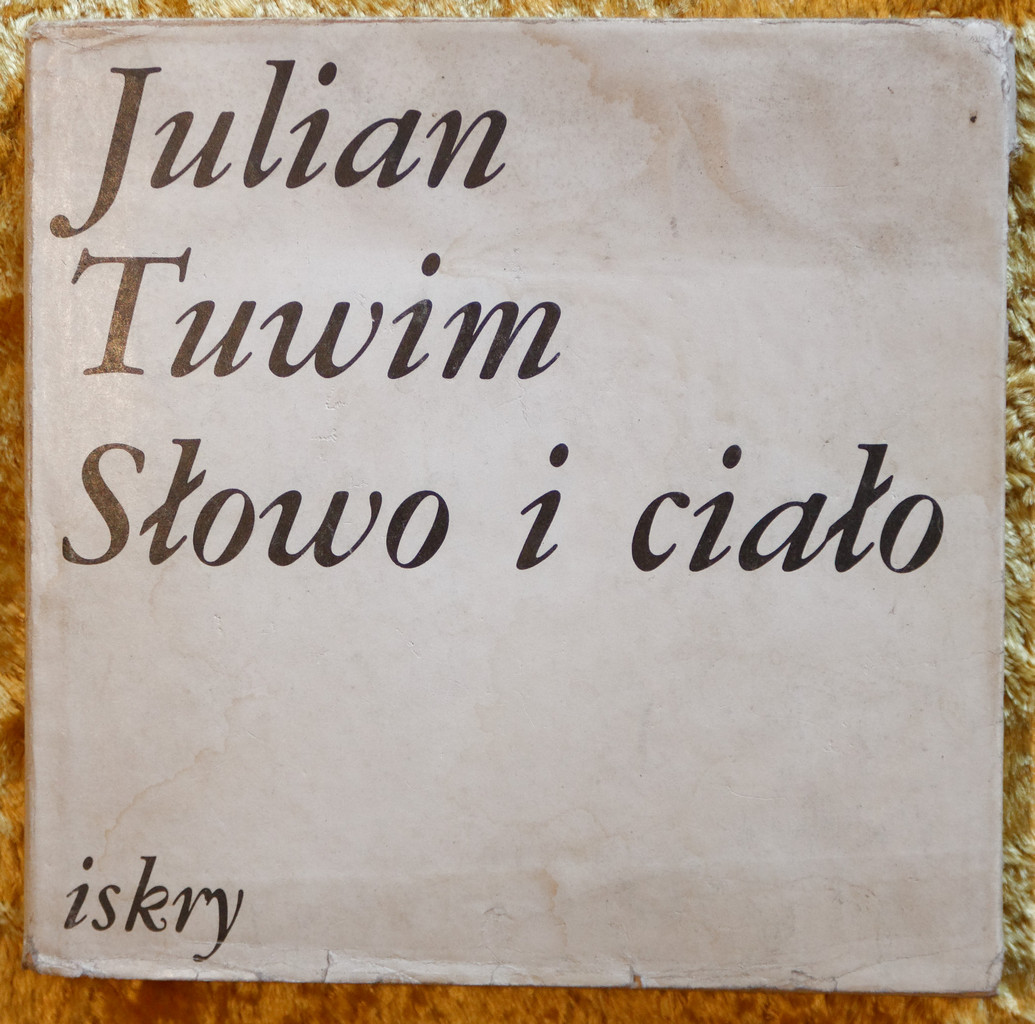 Julian
Tuwim
Słowo i ciało
iskry